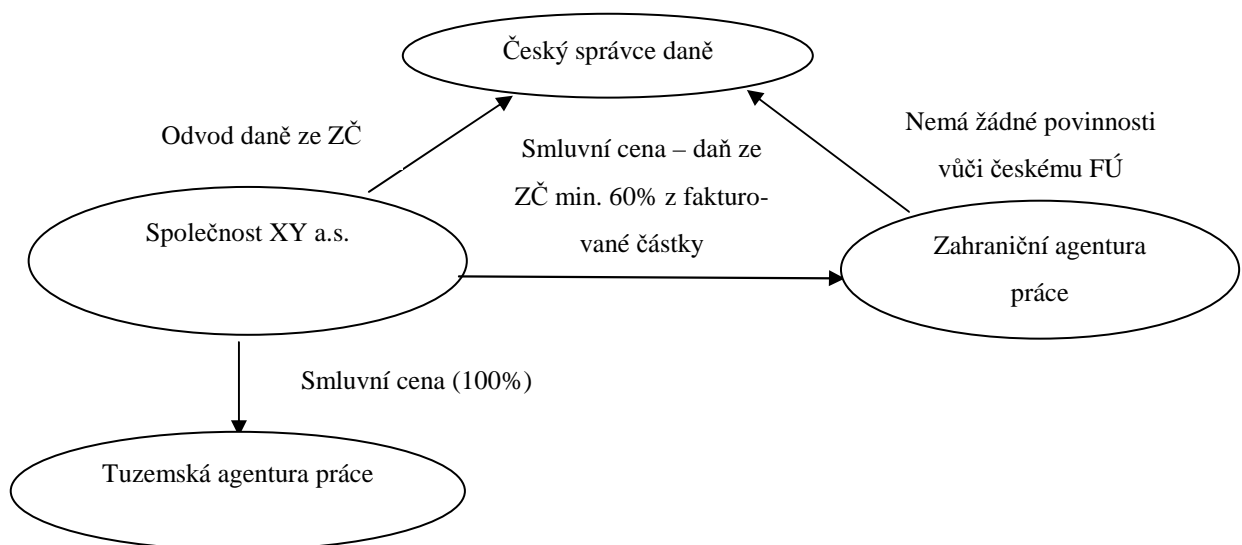 Český správce daně
Odvod daně ze ZČ
Smluvní cena – daň ze
ZČ min. 60% z fakturo-
vané částky
Nemá žádné povinnosti
vůči českému FÚ
Společnost XY a.s.
Zahraniční agentura
práce
Smluvní cena (100%)
Tuzemská agentura práce